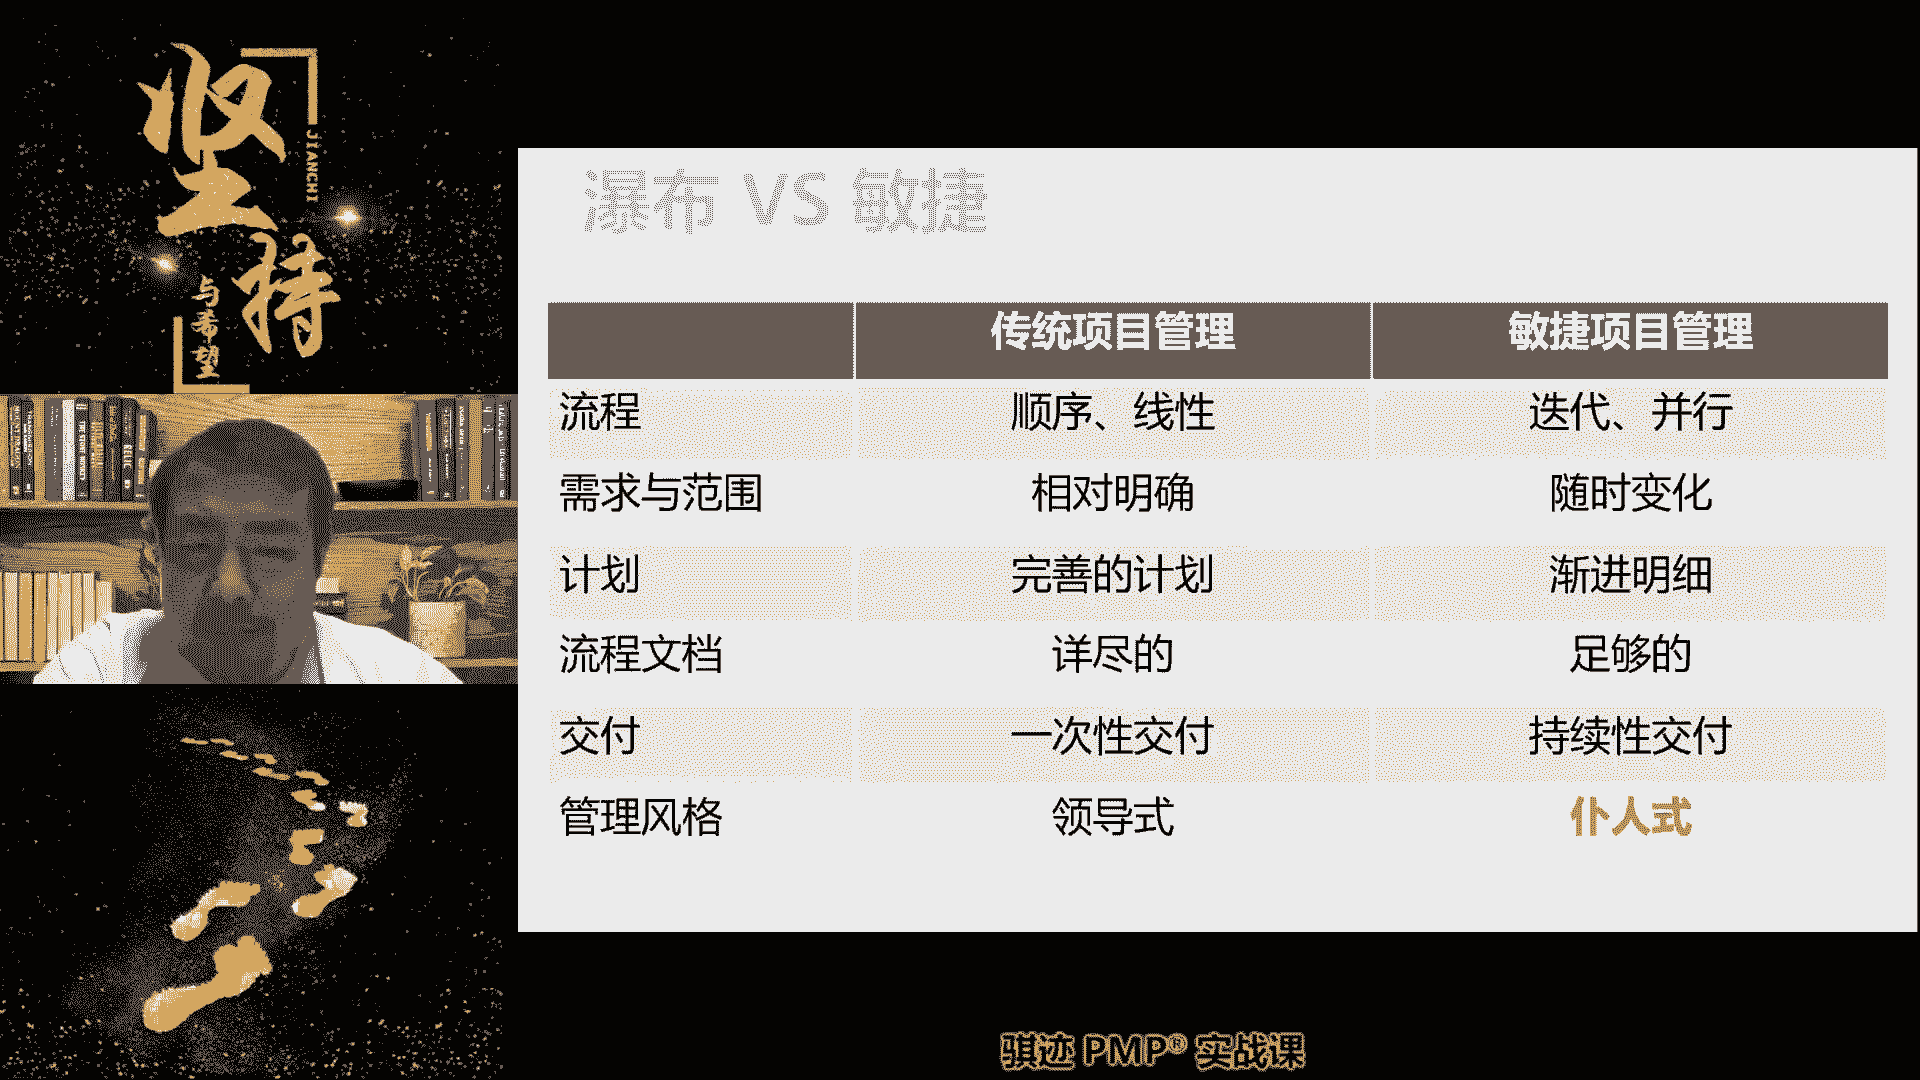 坚持
JIANCHI
与希望
瀑布 VS 敏捷
传统项目管理 敏捷项目管理
流程 顺序、线性 迭代、并行
需求与范围 相对明确 随时变化
计划 完善的计划 渐进明细
流程文档 详尽的 足够的
交付 一次性交付 持续性交付
管理风格 领导式 仆人式
骐迹 PMP® 实战课